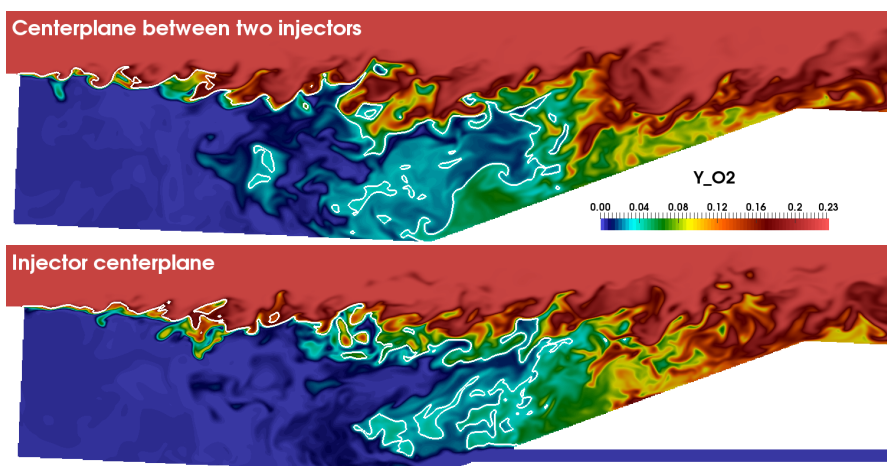 Centerplane between two injectors
Y_O2
0.00 0.04 0.08 0.12 0.16 0.2 0.23
Injector centerplane